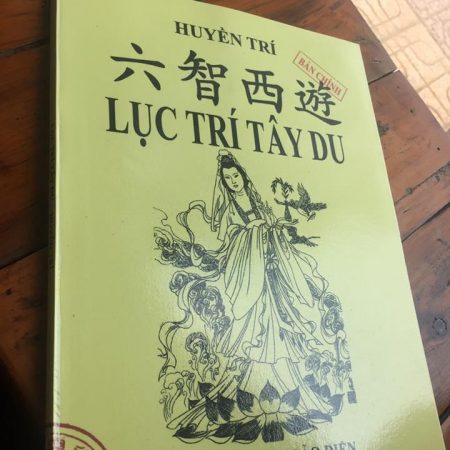 HUYỀN TRÍ
六智西遊
BẢN CHÍNH
LỤC TRÍ TÂY DU